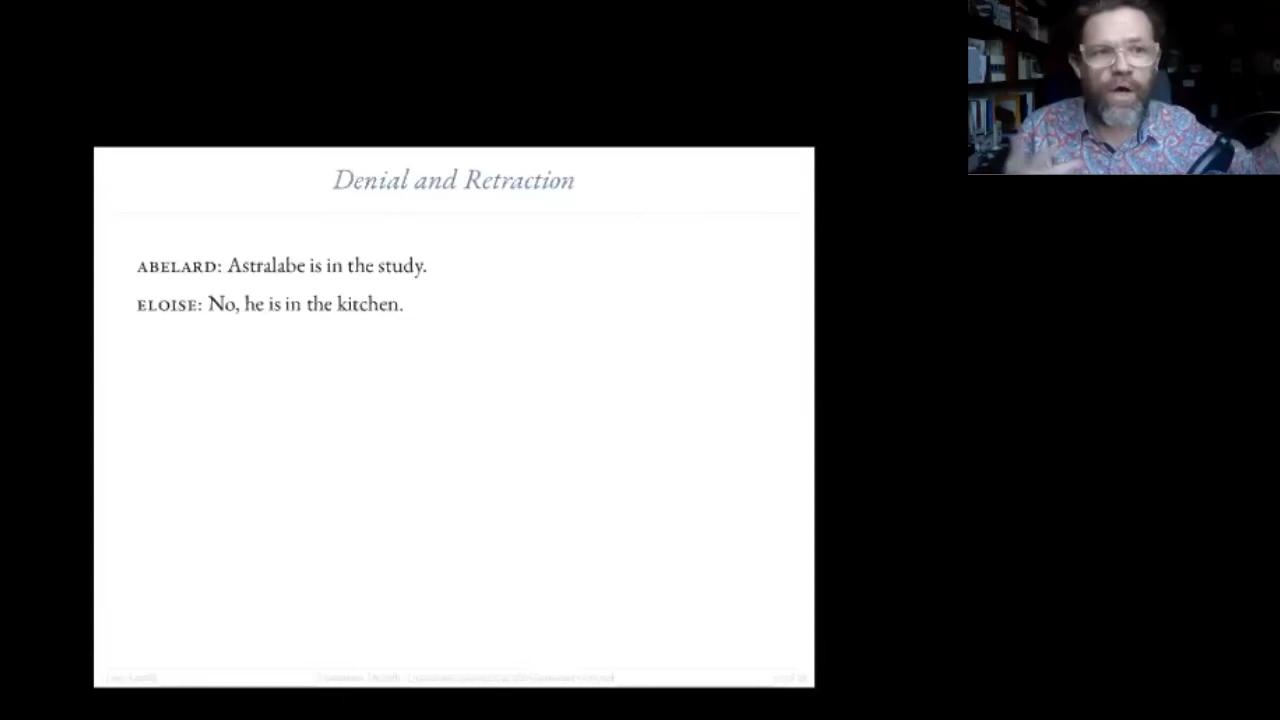 Denial and Retraction
ABELARD: Astralabe is in the study.
ELOISE: No, he is in the kitchen.